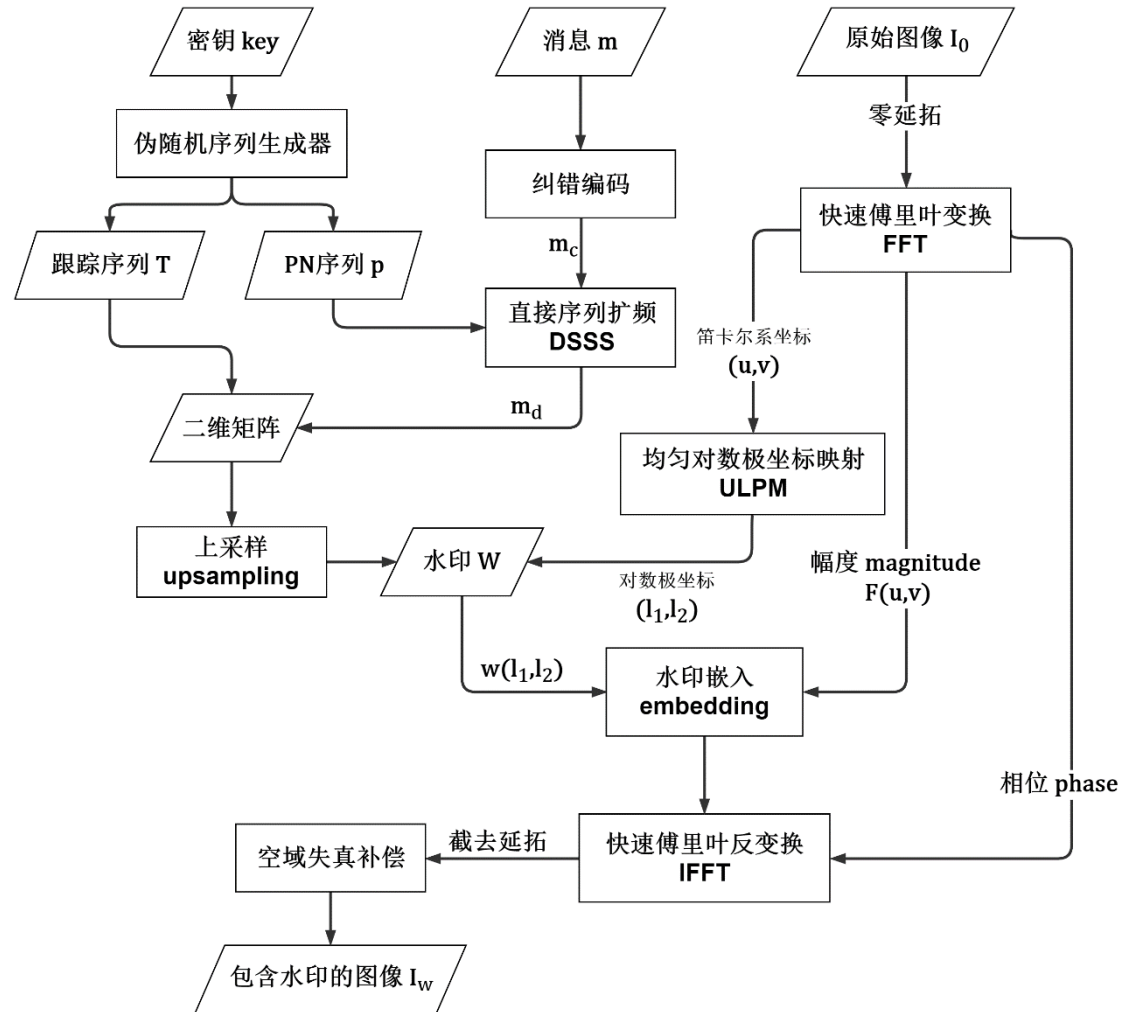 密钥 key
消息 m
原始图像 I₀
零延拓
伪随机序列生成器
纠错编码
快速傅里叶变换
FFT
m_c
跟踪序列 T
PN序列 p
直接序列扩频
DSSS
笛卡尔系坐标
(u,v)
m_d
二维矩阵
均匀对数极坐标映射
ULPM
上采样
upsampling
水印 W
对数极坐标
(l₁,l₂)
幅度 magnitude
F(u,v)
w(l₁,l₂)
水印嵌入
embedding
相位 phase
空域失真补偿
截去延拓
快速傅里叶反变换
IFFT
包含水印的图像 I_w